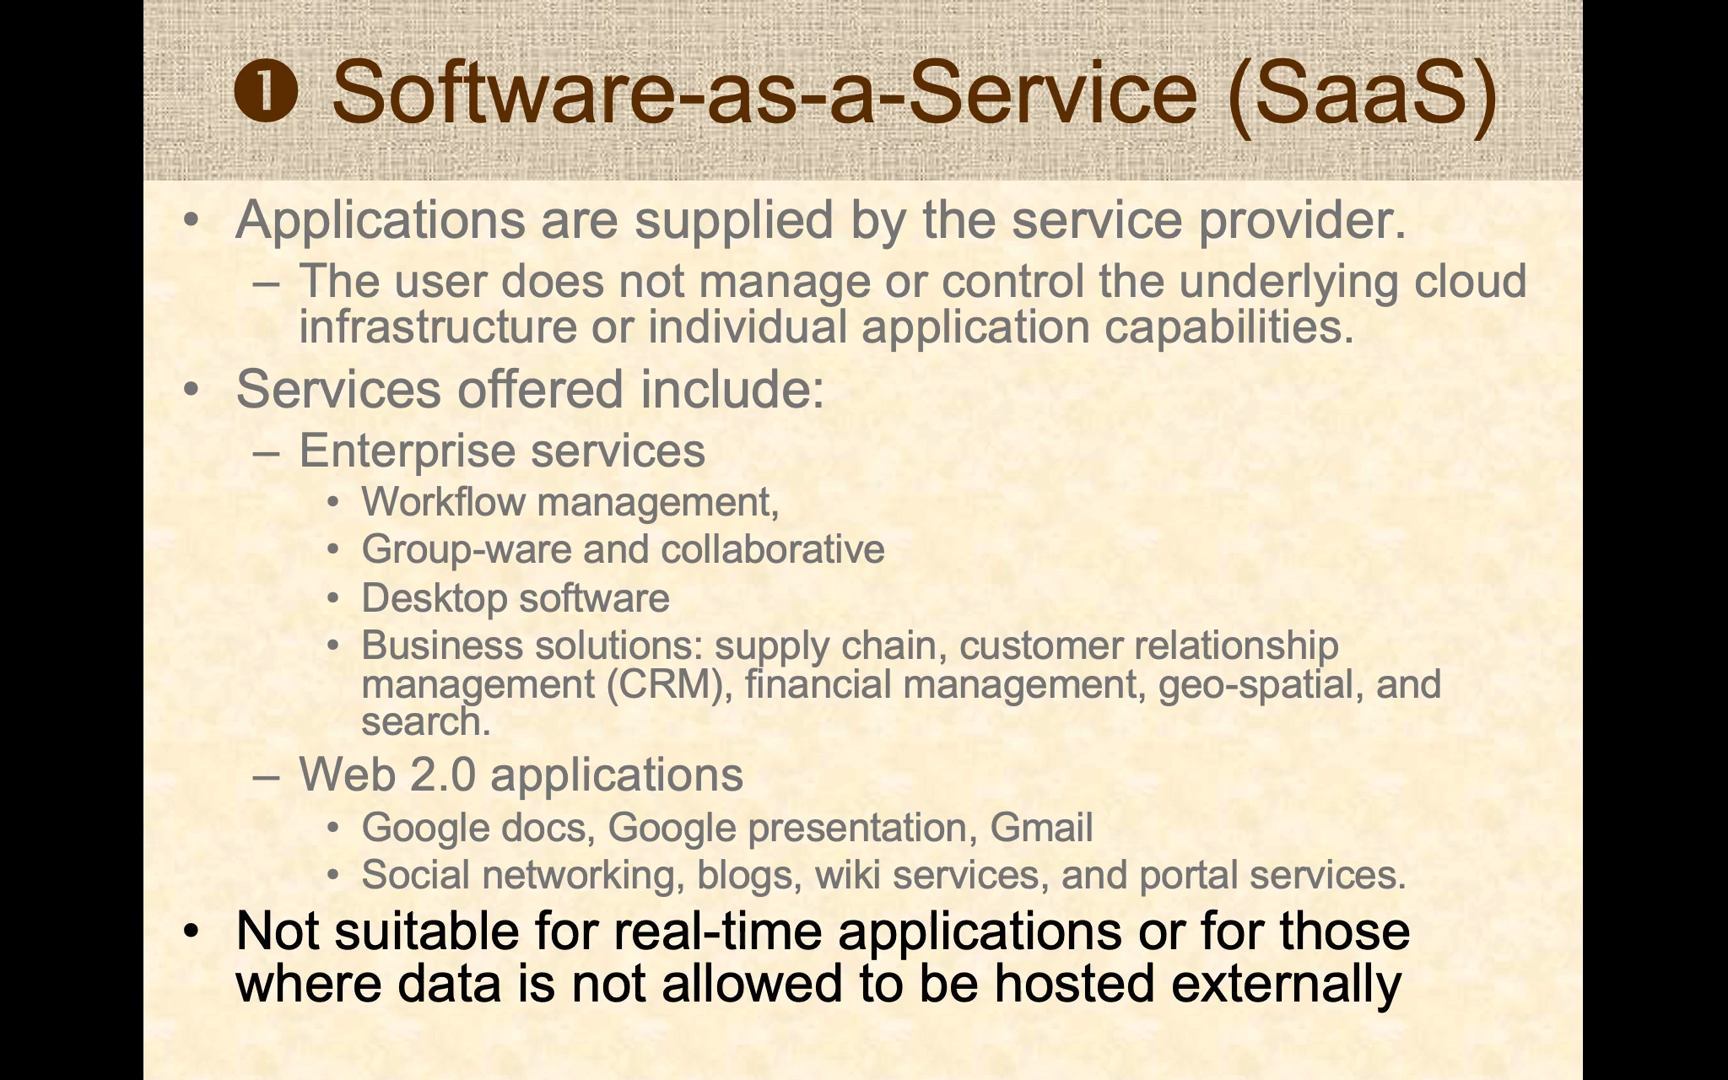 ❶ Software-as-a-Service (SaaS)
• Applications are supplied by the service provider.
– The user does not manage or control the underlying cloud
infrastructure or individual application capabilities.
• Services offered include:
– Enterprise services
• Workflow management,
• Group-ware and collaborative
• Desktop software
• Business solutions: supply chain, customer relationship
management (CRM), financial management, geo-spatial, and
search.
– Web 2.0 applications
• Google docs, Google presentation, Gmail
• Social networking, blogs, wiki services, and portal services.
• Not suitable for real-time applications or for those
where data is not allowed to be hosted externally